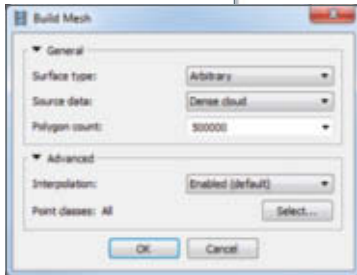 Build Mesh
General
Surface type: Arbitrary
Source data: Dense cloud
Polygon count: 500000
Advanced
Interpolation: Enabled (default)
Point classes: All Select...
OK Cancel